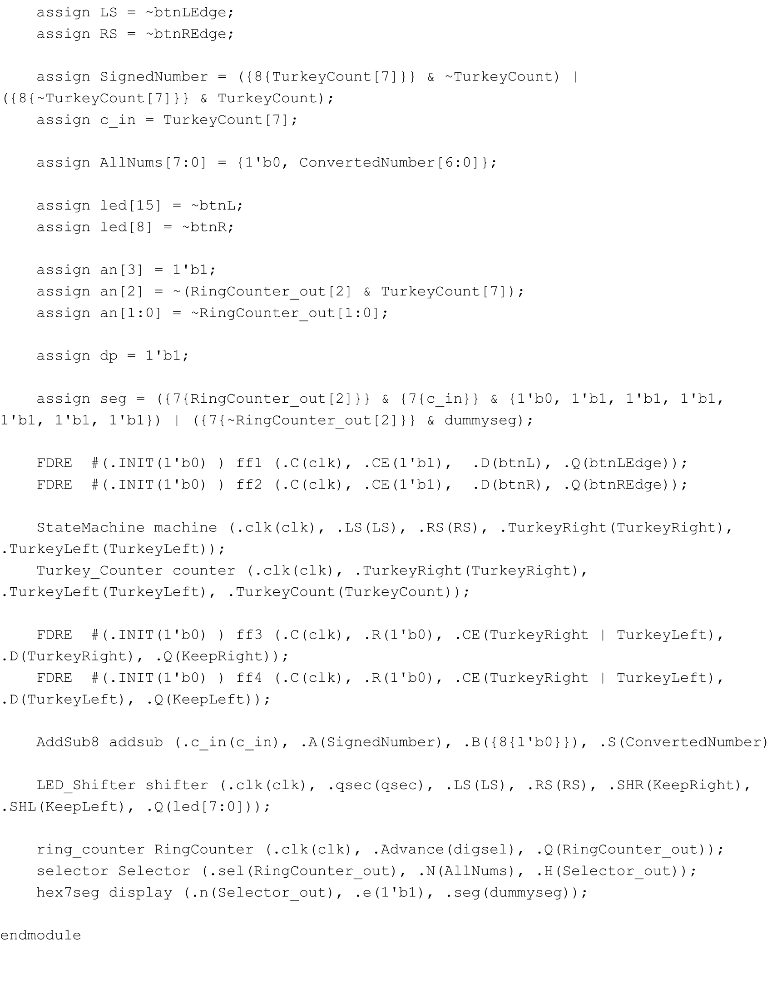 assign LS = ~btnLEdge;
    assign RS = ~btnREdge;

    assign SignedNumber = ({8{TurkeyCount[7]}} & ~TurkeyCount) |
({8{~TurkeyCount[7]}} & TurkeyCount);
    assign c_in = TurkeyCount[7];

    assign AllNums[7:0] = {1'b0, ConvertedNumber[6:0]};

    assign led[15] = ~btnL;
    assign led[8] = ~btnR;

    assign an[3] = 1'b1;
    assign an[2] = ~(RingCounter_out[2] & TurkeyCount[7]);
    assign an[1:0] = ~RingCounter_out[1:0];

    assign dp = 1'b1;

    assign seg = ({7{RingCounter_out[2]}} & {7{c_in}} & {1'b0, 1'b1, 1'b1, 1'b1,
1'b1, 1'b1, 1'b1}) | ({7{~RingCounter_out[2]}} & dummyseg);

    FDRE  #(.INIT(1'b0) ) ff1 (.C(clk), .CE(1'b1),  .D(btnL), .Q(btnLEdge));
    FDRE  #(.INIT(1'b0) ) ff2 (.C(clk), .CE(1'b1),  .D(btnR), .Q(btnREdge));

    StateMachine machine (.clk(clk), .LS(LS), .RS(RS), .TurkeyRight(TurkeyRight),
.TurkeyLeft(TurkeyLeft));
    Turkey_Counter counter (.clk(clk), .TurkeyRight(TurkeyRight),
.TurkeyLeft(TurkeyLeft), .TurkeyCount(TurkeyCount));

    FDRE  #(.INIT(1'b0) ) ff3 (.C(clk), .R(1'b0), .CE(TurkeyRight | TurkeyLeft),
.D(TurkeyRight), .Q(KeepRight));
    FDRE  #(.INIT(1'b0) ) ff4 (.C(clk), .R(1'b0), .CE(TurkeyRight | TurkeyLeft),
.D(TurkeyLeft), .Q(KeepLeft));

    AddSub8 addsub (.c_in(c_in), .A(SignedNumber), .B({8{1'b0}}), .S(ConvertedNumber)

    LED_Shifter shifter (.clk(clk), .qsec(qsec), .LS(LS), .RS(RS), .SHR(KeepRight),
.SHL(KeepLeft), .Q(led[7:0]));

    ring_counter RingCounter (.clk(clk), .Advance(digsel), .Q(RingCounter_out));
    selector Selector (.sel(RingCounter_out), .N(AllNums), .H(Selector_out));
    hex7seg display (.n(Selector_out), .e(1'b1), .seg(dummyseg));

endmodule